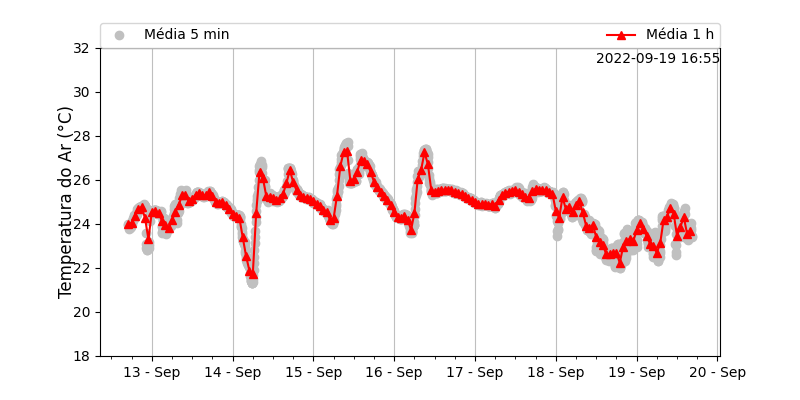 Média 5 min
Média 1 h
2022-09-19 16:55
Temperatura do Ar (°C)
32
30
28
26
24
22
20
18
13 - Sep
14 - Sep
15 - Sep
16 - Sep
17 - Sep
18 - Sep
19 - Sep
20 - Sep